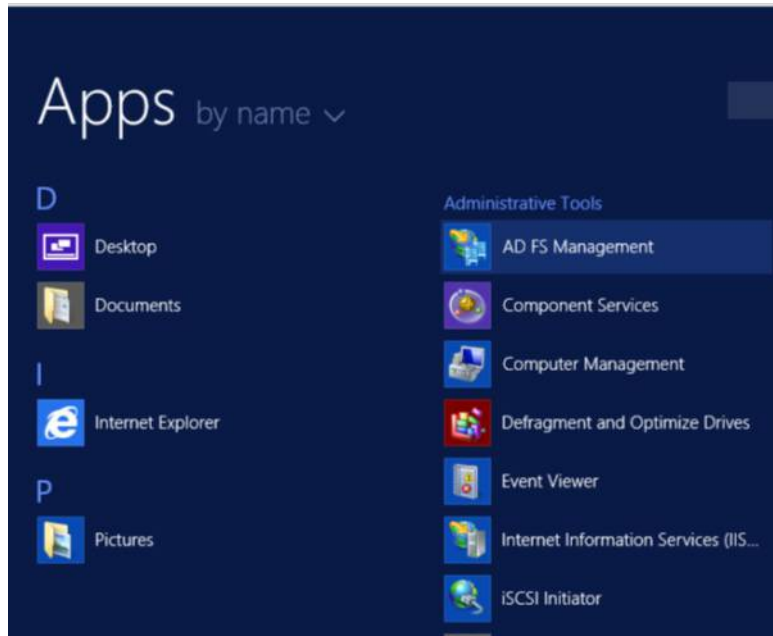 Apps by name
D
Desktop
Documents
I
Internet Explorer
P
Pictures
Administrative Tools
AD FS Management
Component Services
Computer Management
Defragment and Optimize Drives
Event Viewer
Internet Information Services (IIS...
iSCSI Initiator